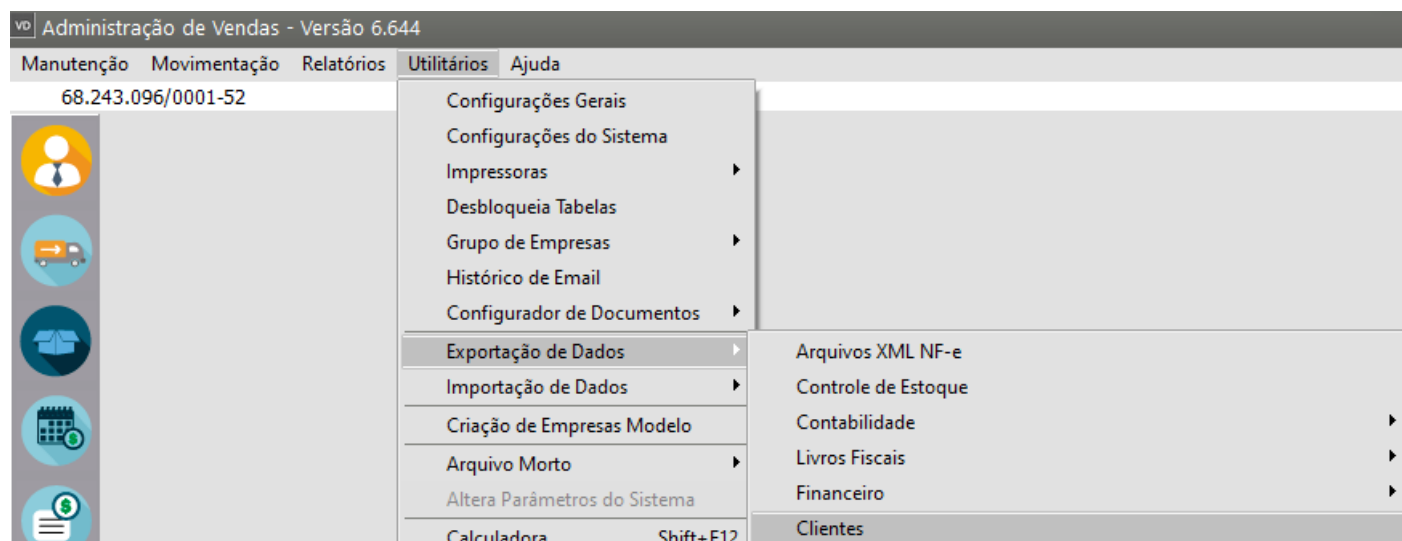 VD Administração de Vendas - Versão 6.644
Manutenção Movimentação Relatórios Utilitários Ajuda
68.243.096/0001-52
Configurações Gerais
Configurações do Sistema
Impressoras
Desbloqueia Tabelas
Grupo de Empresas
Histórico de Email
Configurador de Documentos
Exportação de Dados
Importação de Dados
Criação de Empresas Modelo
Arquivo Morto
Altera Parâmetros do Sistema
Calculadora Shift+F12
Arquivos XML NF-e
Controle de Estoque
Contabilidade
Livros Fiscais
Financeiro
Clientes